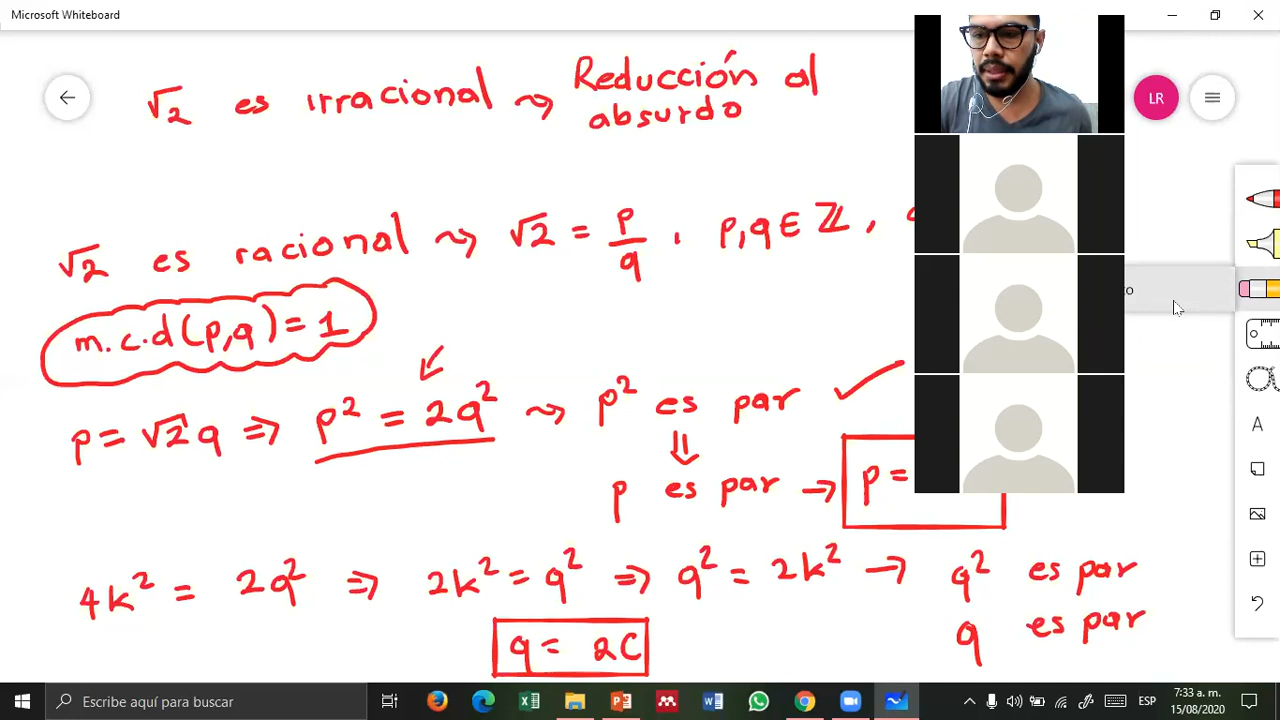 Microsoft Whiteboard
√2 es irracional ⇝ Reducción al
absurdo
LR
√2 es racional ⇝ √2 = p/q , p,q ∈ ℤ,
m.c.d(p,q) = 1
p = √2 q ⇒ p² = 2q² ⇝ p² es par ✓
⇓
p es par → p =
4k² = 2q² ⇒ 2k² = q² ⇒ q² = 2k² → q² es par
q = 2C
q es par
Escribe aquí para buscar
ESP
7:33 a. m.
15/08/2020